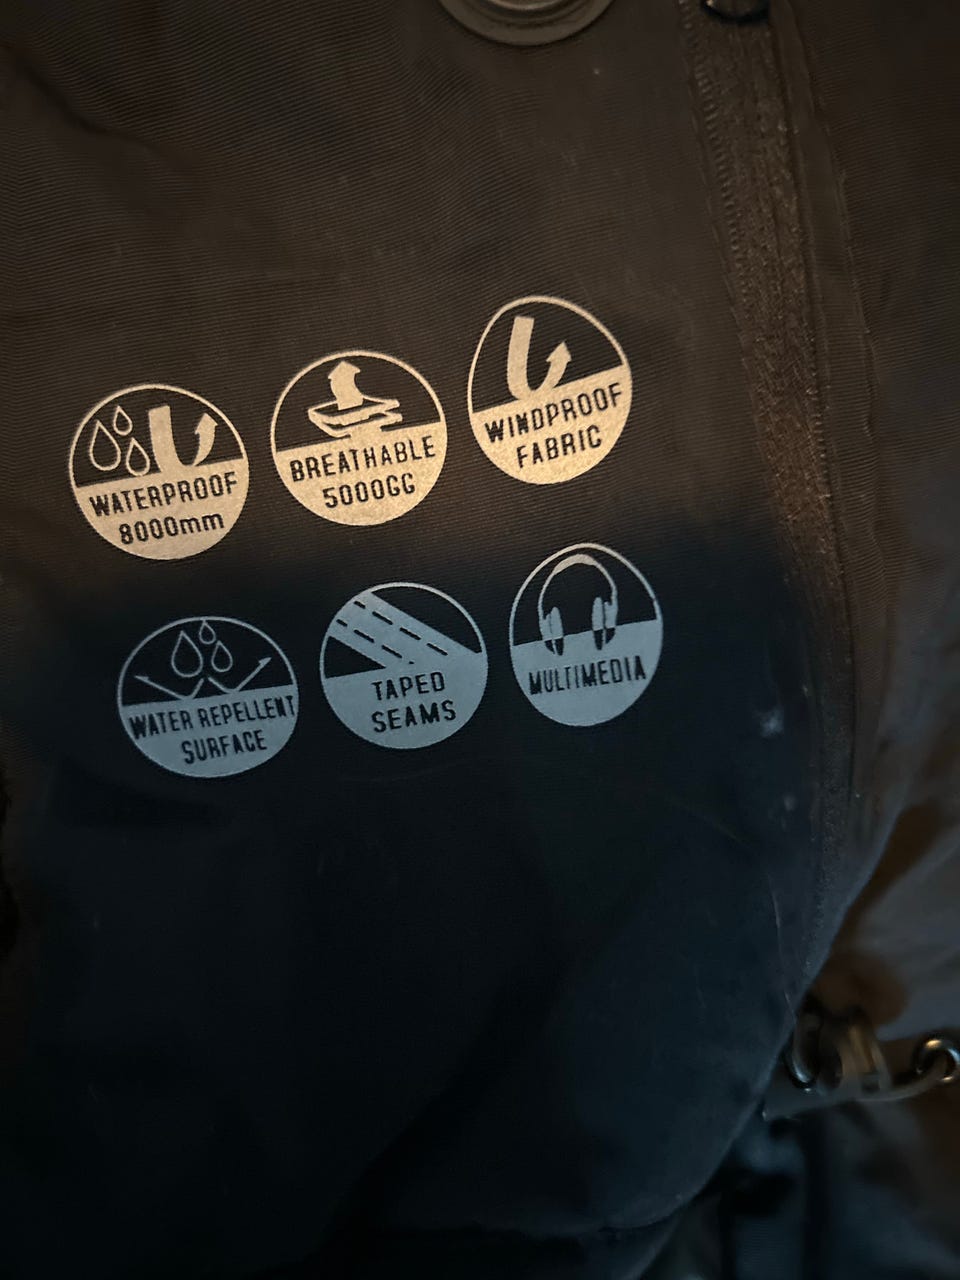 WATERPROOF
8000mm
BREATHABLE
5000GG
WINDPROOF
FABRIC
WATER REPELLENT
SURFACE
TAPED
SEAMS
MULTIMEDIA